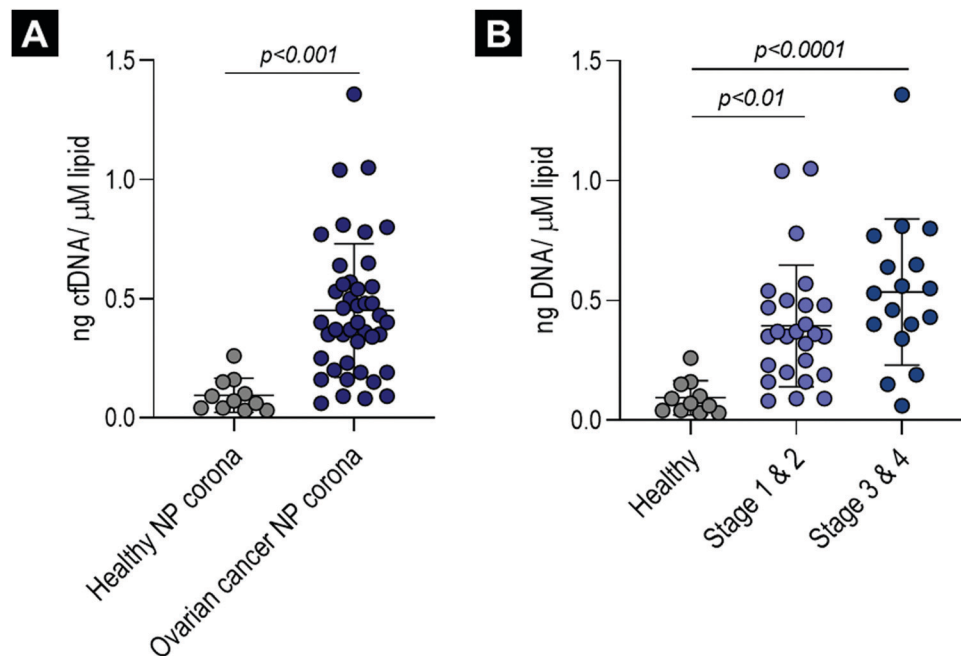 A
p<0.001
ng cfDNA/ μM lipid
1.5
1.0
0.5
0.0
Healthy NP corona
Ovarian cancer NP corona
B
p<0.0001
p<0.01
ng DNA/ μM lipid
1.5
1.0
0.5
0.0
Healthy
Stage 1 & 2
Stage 3 & 4